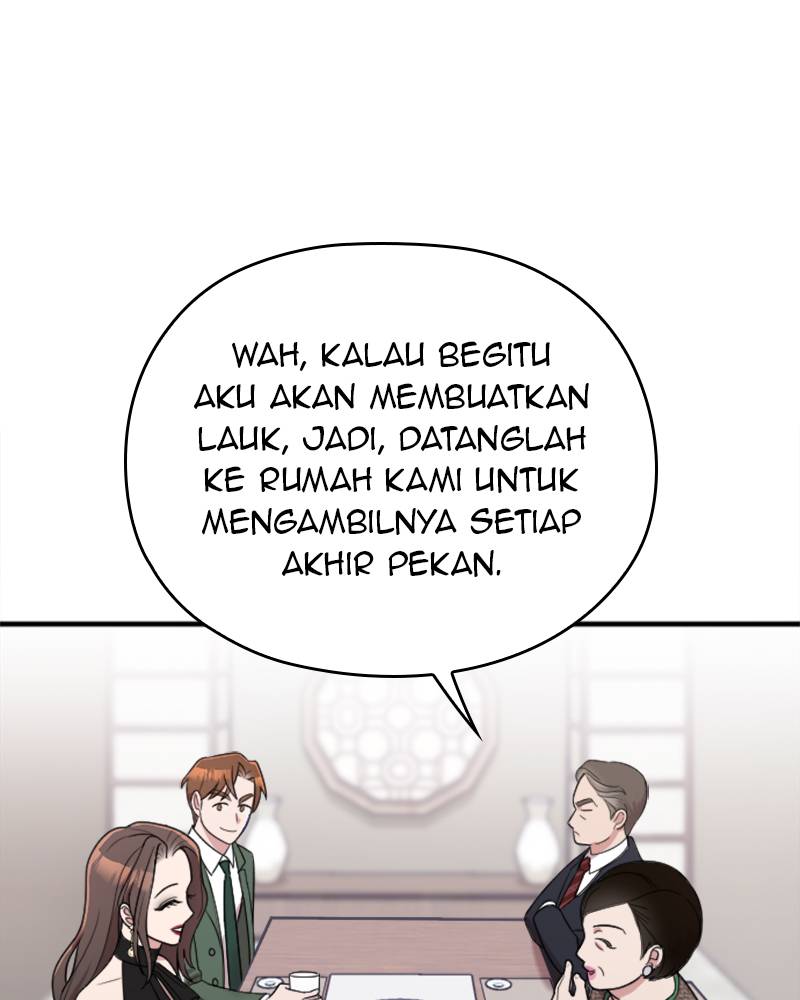 WAH, KALAU BEGITU
AKU AKAN MEMBUATKAN
LAUK, JADI, DATANGLAH
KE RUMAH KAMI UNTUK
MENGAMBILNYA SETIAP
AKHIR PEKAN.